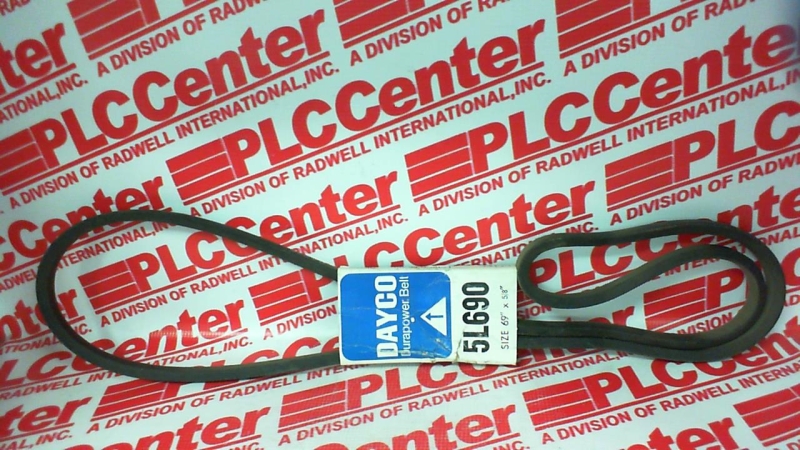 PLCCenter
A DIVISION OF RADWELL INTERNATIONAL, INC.
DAYCO
Durapower Belt
5L690
SIZE 69" x 5/8"